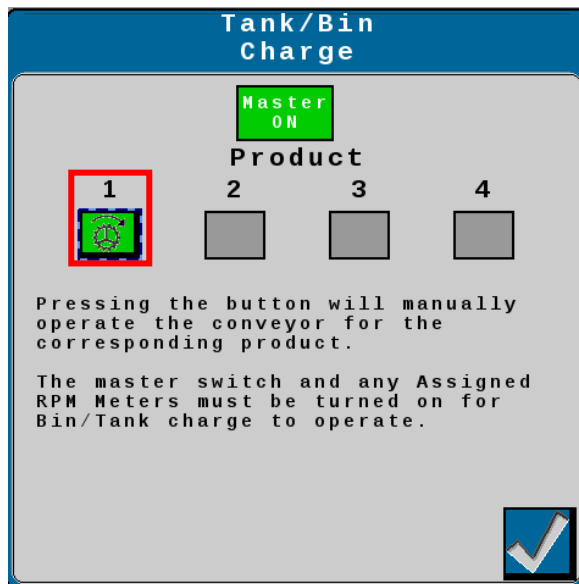 Tank/Bin
Charge
Master
ON
Product
1 2 3 4
Pressing the button will manually
operate the conveyor for the
corresponding product.
The master switch and any Assigned
RPM Meters must be turned on for
Bin/Tank charge to operate.